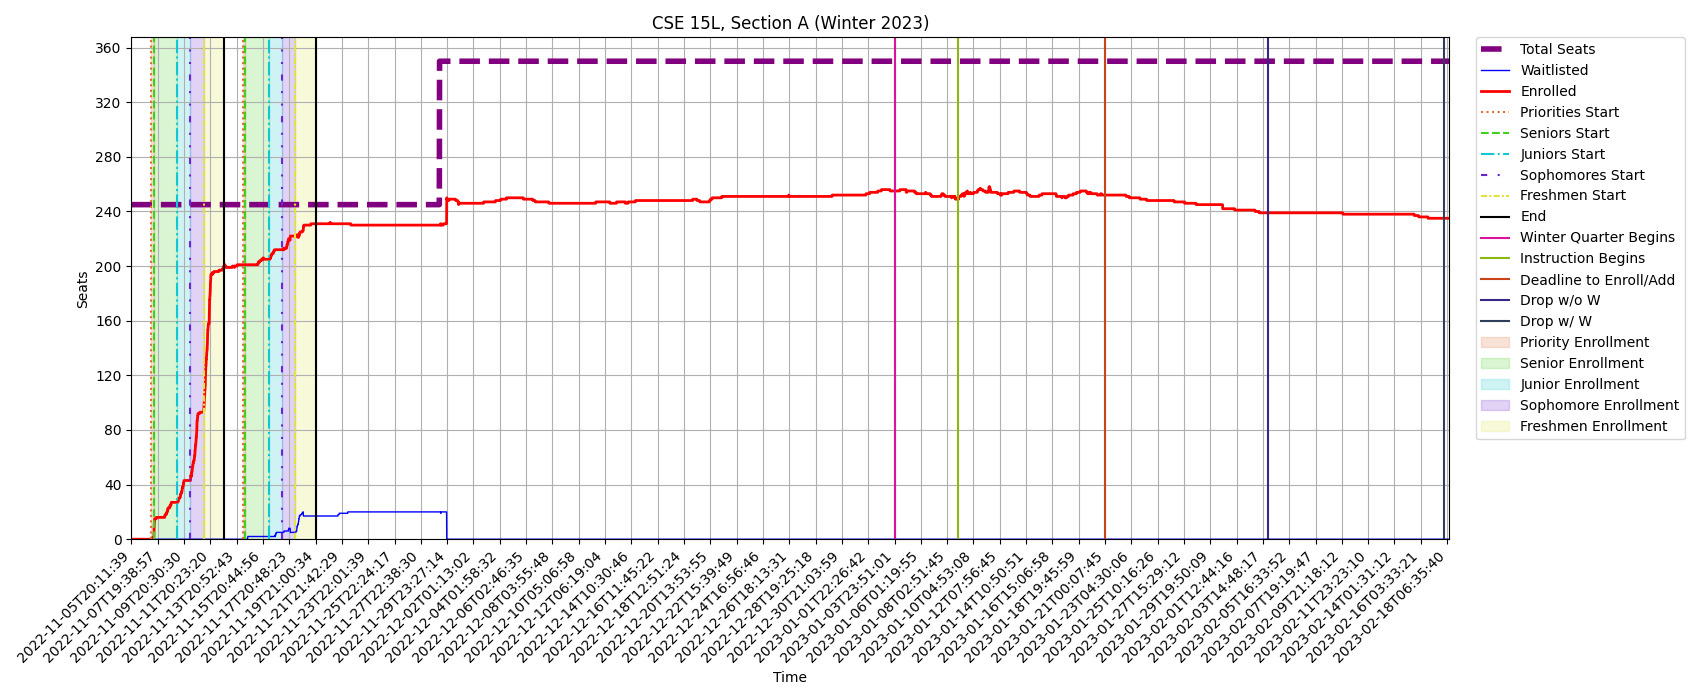 CSE 15L, Section A (Winter 2023)
Seats
360
320
280
240
200
160
120
80
40
0
2022-11-05T20:11:39
2022-11-07T19:38:57
2022-11-09T20:30:30
2022-11-11T20:23:20
2022-11-13T20:52:43
2022-11-15T20:44:56
2022-11-17T20:48:23
2022-11-19T21:00:34
2022-11-21T21:42:29
2022-11-23T22:01:39
2022-11-25T22:24:17
2022-11-27T22:38:30
2022-11-29T23:27:14
2022-12-02T01:13:02
2022-12-04T01:58:32
2022-12-06T02:46:35
2022-12-08T03:55:48
2022-12-10T05:06:58
2022-12-12T06:19:04
2022-12-14T10:30:46
2022-12-16T11:45:22
2022-12-18T12:51:24
2022-12-20T13:53:55
2022-12-22T15:39:49
2022-12-24T16:56:46
2022-12-26T18:13:31
2022-12-28T19:25:18
2022-12-30T21:03:59
2023-01-01T22:26:42
2023-01-03T23:51:01
2023-01-06T01:19:55
2023-01-08T02:51:45
2023-01-10T04:53:08
2023-01-12T07:56:45
2023-01-14T10:50:51
2023-01-16T15:06:58
2023-01-18T19:45:59
2023-01-21T00:07:45
2023-01-23T04:30:06
2023-01-25T10:16:26
2023-01-27T15:29:12
2023-01-29T19:50:09
2023-02-01T12:44:16
2023-02-03T14:48:17
2023-02-05T16:33:52
2023-02-07T19:19:47
2023-02-09T21:18:12
2023-02-11T23:23:10
2023-02-14T01:31:12
2023-02-16T03:33:21
2023-02-18T06:35:40
Time
Total Seats
Waitlisted
Enrolled
Priorities Start
Seniors Start
Juniors Start
Sophomores Start
Freshmen Start
End
Winter Quarter Begins
Instruction Begins
Deadline to Enroll/Add
Drop w/o W
Drop w/ W
Priority Enrollment
Senior Enrollment
Junior Enrollment
Sophomore Enrollment
Freshmen Enrollment